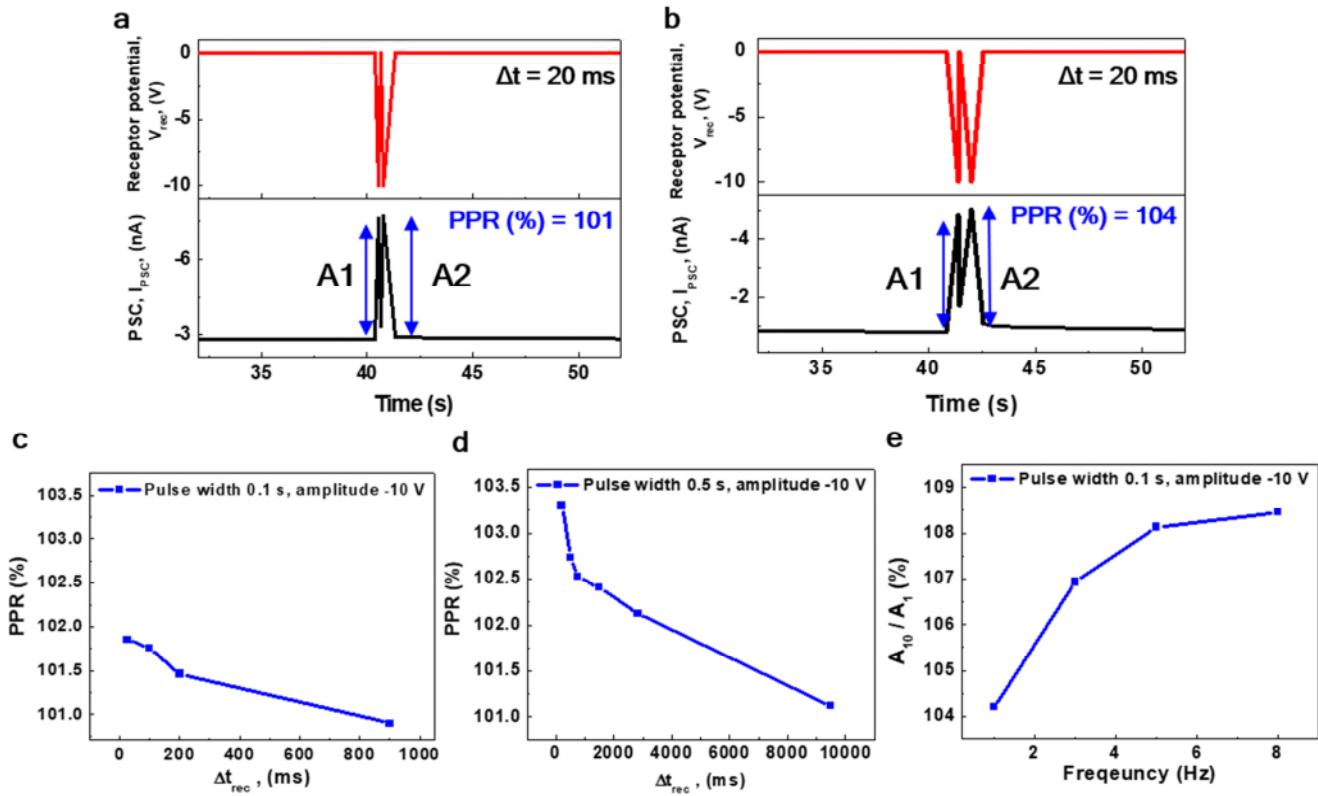 a
Receptor potential,
V_rec, (V)
0
-5
-10
Δt = 20 ms
PSC, I_PSC, (nA)
-6
-3
PPR (%) = 101
A1
A2
35
40
45
50
Time (s)
b
Receptor potential,
V_rec, (V)
0
-5
-10
Δt = 20 ms
PSC, I_PSC, (nA)
-4
-2
PPR (%) = 104
A1
A2
35
40
45
50
Time (s)
c
PPR (%)
103.5
103.0
102.5
102.0
101.5
101.0
Pulse width 0.1 s, amplitude -10 V
0
200
400
600
800
1000
Δt_rec , (ms)
d
PPR (%)
103.5
103.0
102.5
102.0
101.5
101.0
Pulse width 0.5 s, amplitude -10 V
0
2000
4000
6000
8000
10000
Δt_rec , (ms)
e
A_10 / A_1 (%)
109
108
107
106
105
104
Pulse width 0.1 s, amplitude -10 V
2
4
6
8
Freqeuncy (Hz)